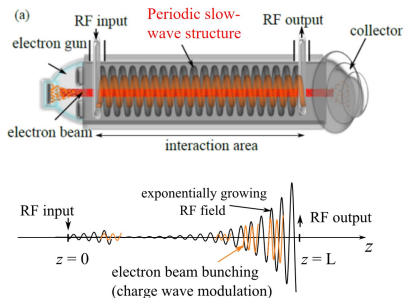 (a)
RF input
Periodic slow-
wave structure
RF output
collector
electron gun
electron beam
interaction area
exponentially growing
RF field
RF input
RF output
z = 0
z = L
z
electron beam bunching
(charge wave modulation)